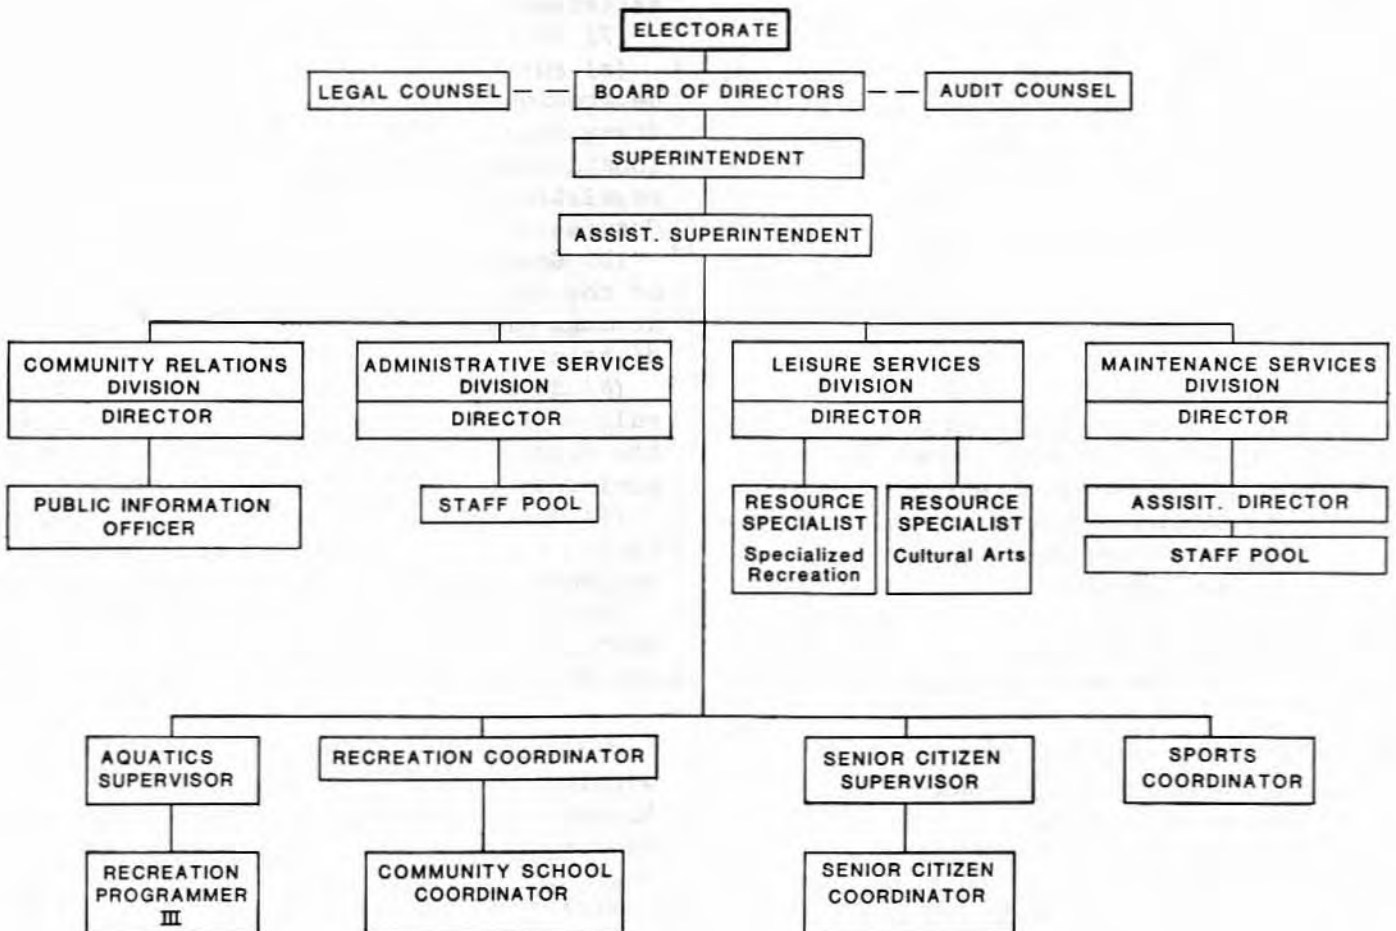 ELECTORATE
LEGAL COUNSEL
BOARD OF DIRECTORS
AUDIT COUNSEL
SUPERINTENDENT
ASSIST. SUPERINTENDENT
COMMUNITY RELATIONS
DIVISION
DIRECTOR
ADMINISTRATIVE SERVICES
DIVISION
DIRECTOR
LEISURE SERVICES
DIVISION
DIRECTOR
MAINTENANCE SERVICES
DIVISION
DIRECTOR
PUBLIC INFORMATION
OFFICER
STAFF POOL
RESOURCE
SPECIALIST
Specialized
Recreation
RESOURCE
SPECIALIST
Cultural Arts
ASSISIT. DIRECTOR
STAFF POOL
AQUATICS
SUPERVISOR
RECREATION COORDINATOR
SENIOR CITIZEN
SUPERVISOR
SPORTS
COORDINATOR
RECREATION
PROGRAMMER
III
COMMUNITY SCHOOL
COORDINATOR
SENIOR CITIZEN
COORDINATOR